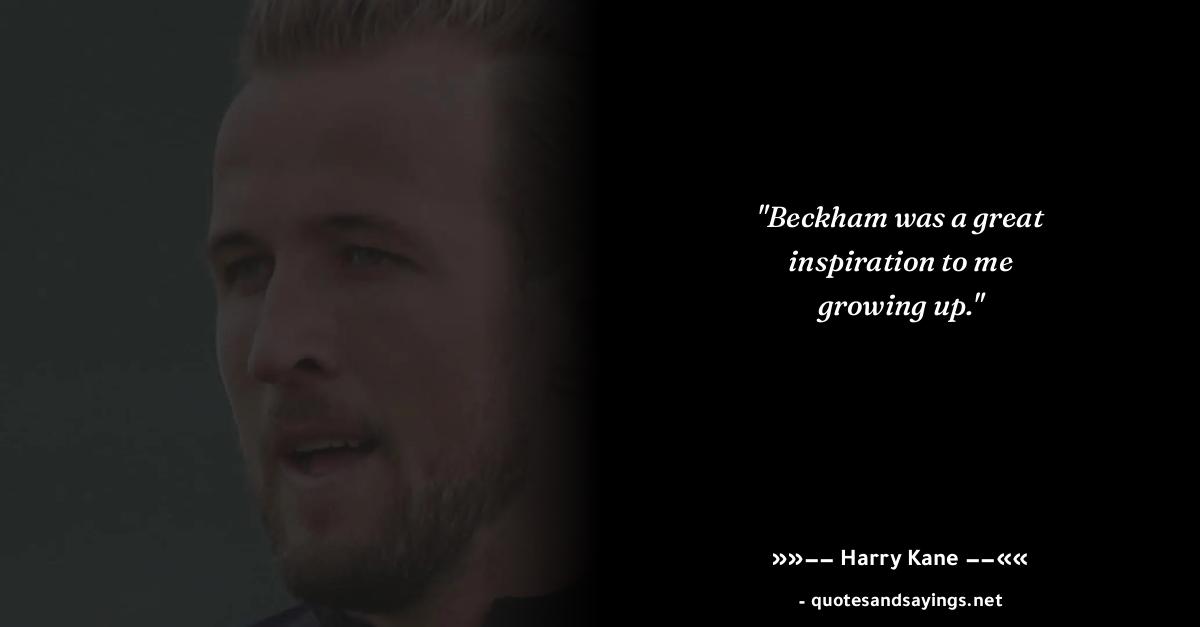 "Beckham was a great
inspiration to me
growing up."
»»–– Harry Kane ––««
- quotesandsayings.net